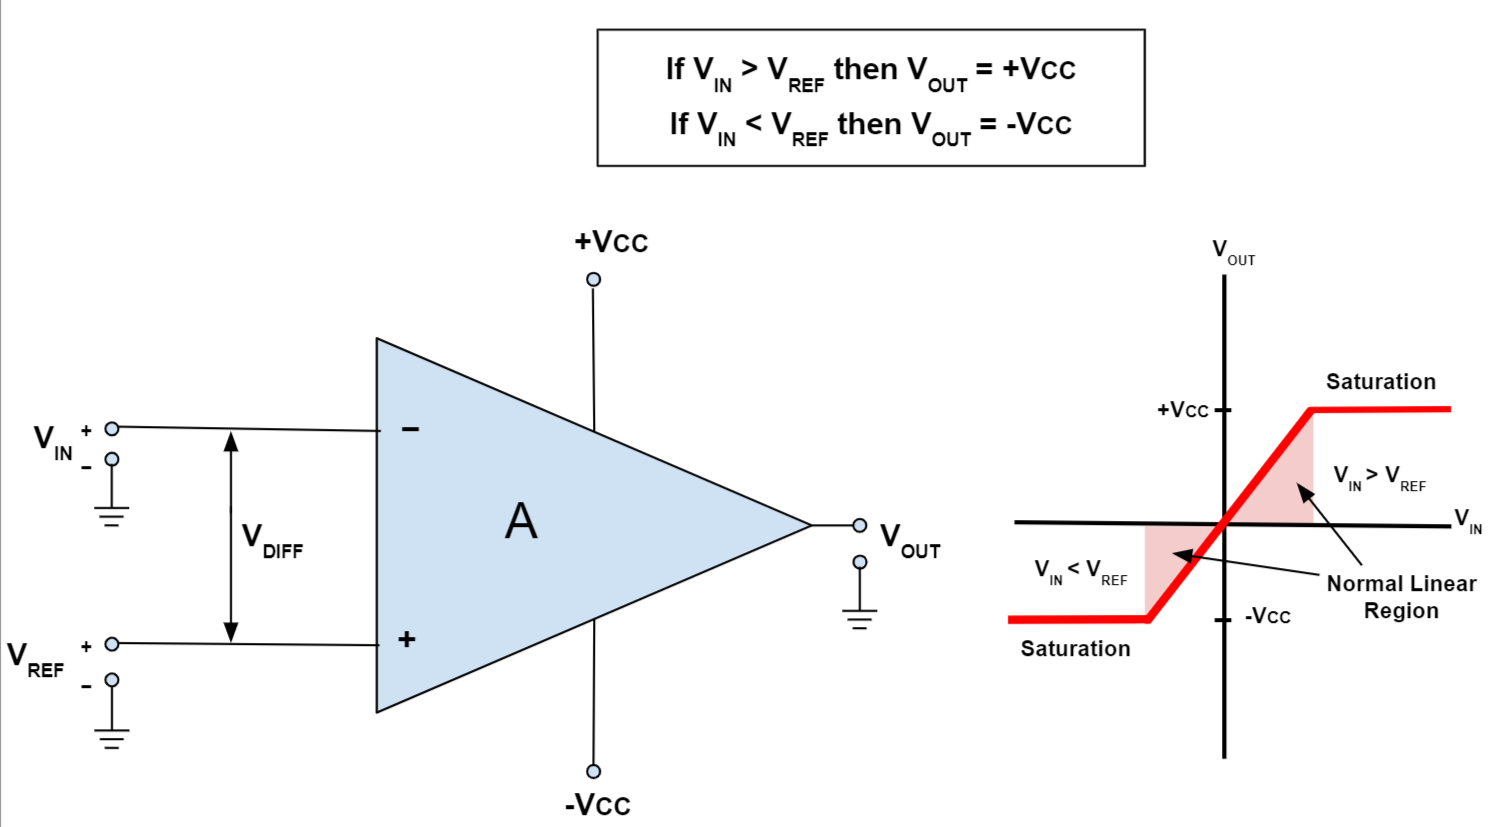 If VIN > VREF then VOUT = +Vcc
If VIN < VREF then VOUT = -Vcc
+Vcc
VIN
+
-
−
VDIFF
A
VOUT
VREF
+
-
+
-Vcc
VOUT
Saturation
+Vcc
VIN > VREF
VIN
VIN < VREF
Normal Linear
Region
-Vcc
Saturation